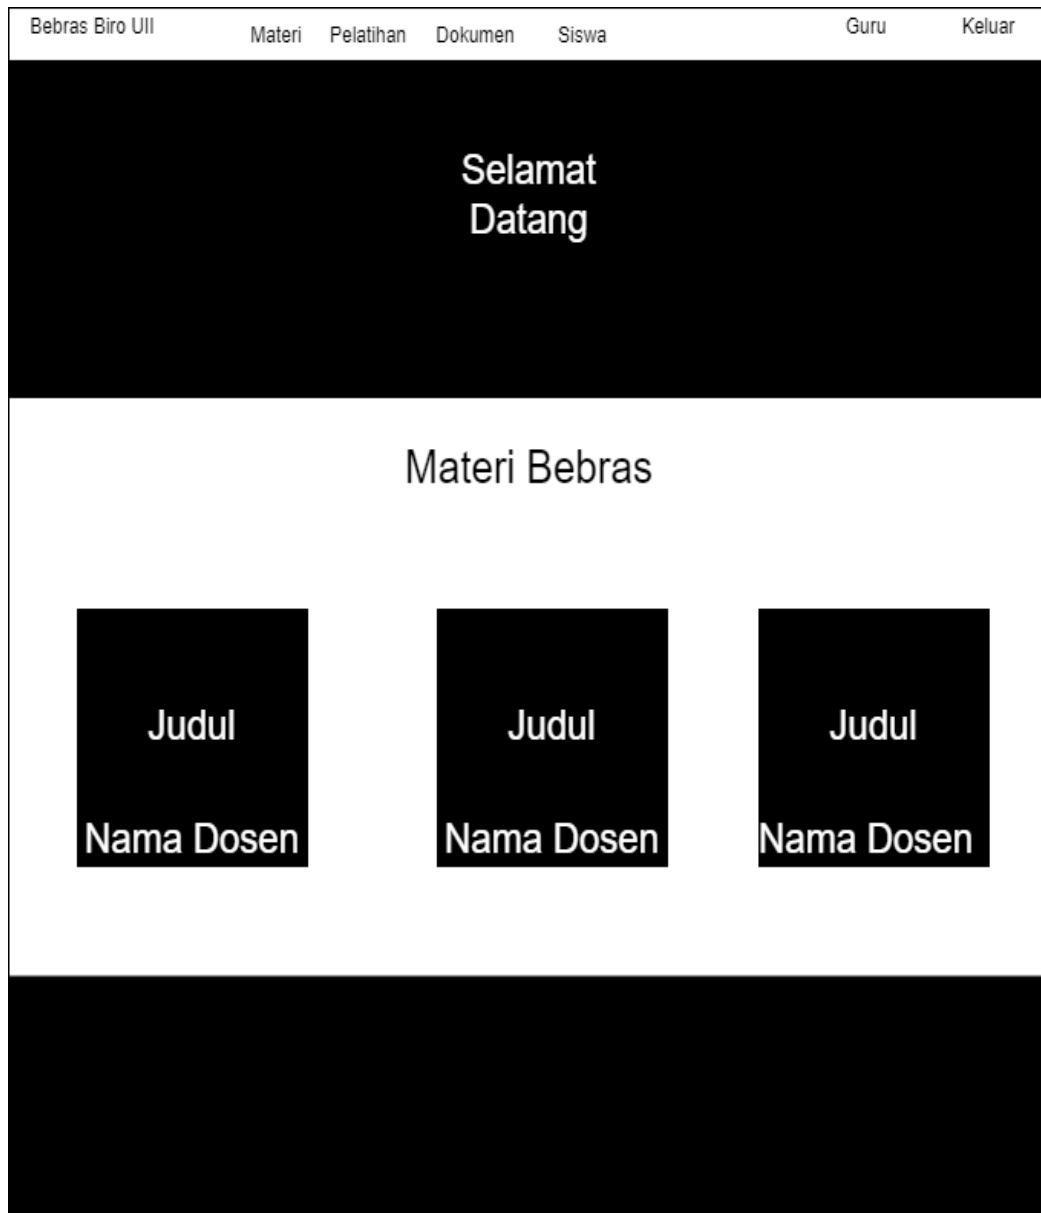 Bebras Biro UII
Materi Pelatihan Dokumen Siswa
Guru Keluar
Selamat
Datang
Materi Bebras
Judul
Nama Dosen
Judul
Nama Dosen
Judul
Nama Dosen